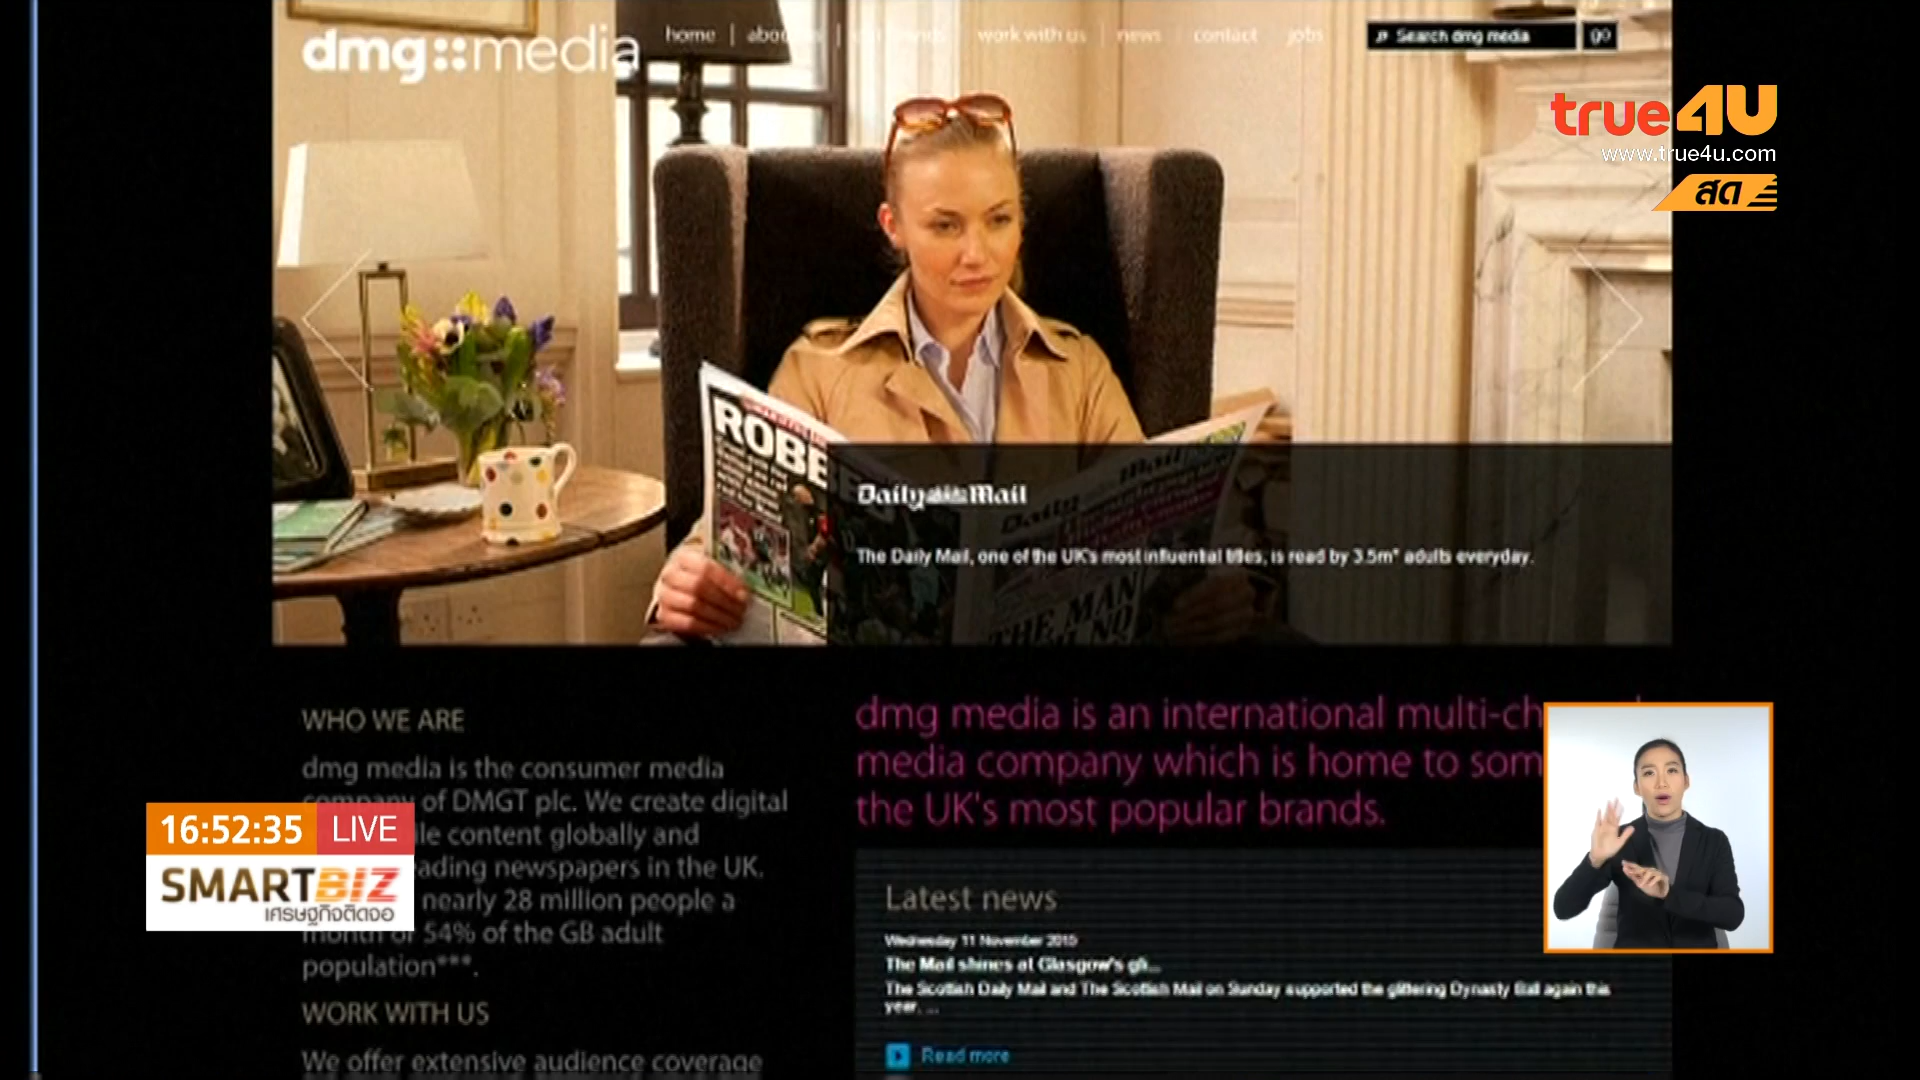 dmg::media
home
work with us
news
contact
jobs
Search dmg media
go
true4U
www.true4u.com
สด
ROBE
Daily Mail
The Daily Mail, one of the UK's most influential titles, is read by 3.5m* adults everyday.
THE MAN
WHO WE ARE
dmg media is the consumer media
company of DMGT plc. We create digital
le content globally and
ading newspapers in the UK.
nearly 28 million people a
month or 54% of the GB adult
population***.
WORK WITH US
We offer extensive audience coverage
dmg media is an international multi-ch
media company which is home to som
the UK's most popular brands.
Latest news
Wednesday 11 November 2015
The Mail shines at Glasgow's gli...
The Scottish Daily Mail and The Scottish Mail on Sunday supported the glittering Dynasty Ball again this
year. ...
Read more
16:52:35 LIVE
SMARTBIZ
เศรษฐกิจติดจอ